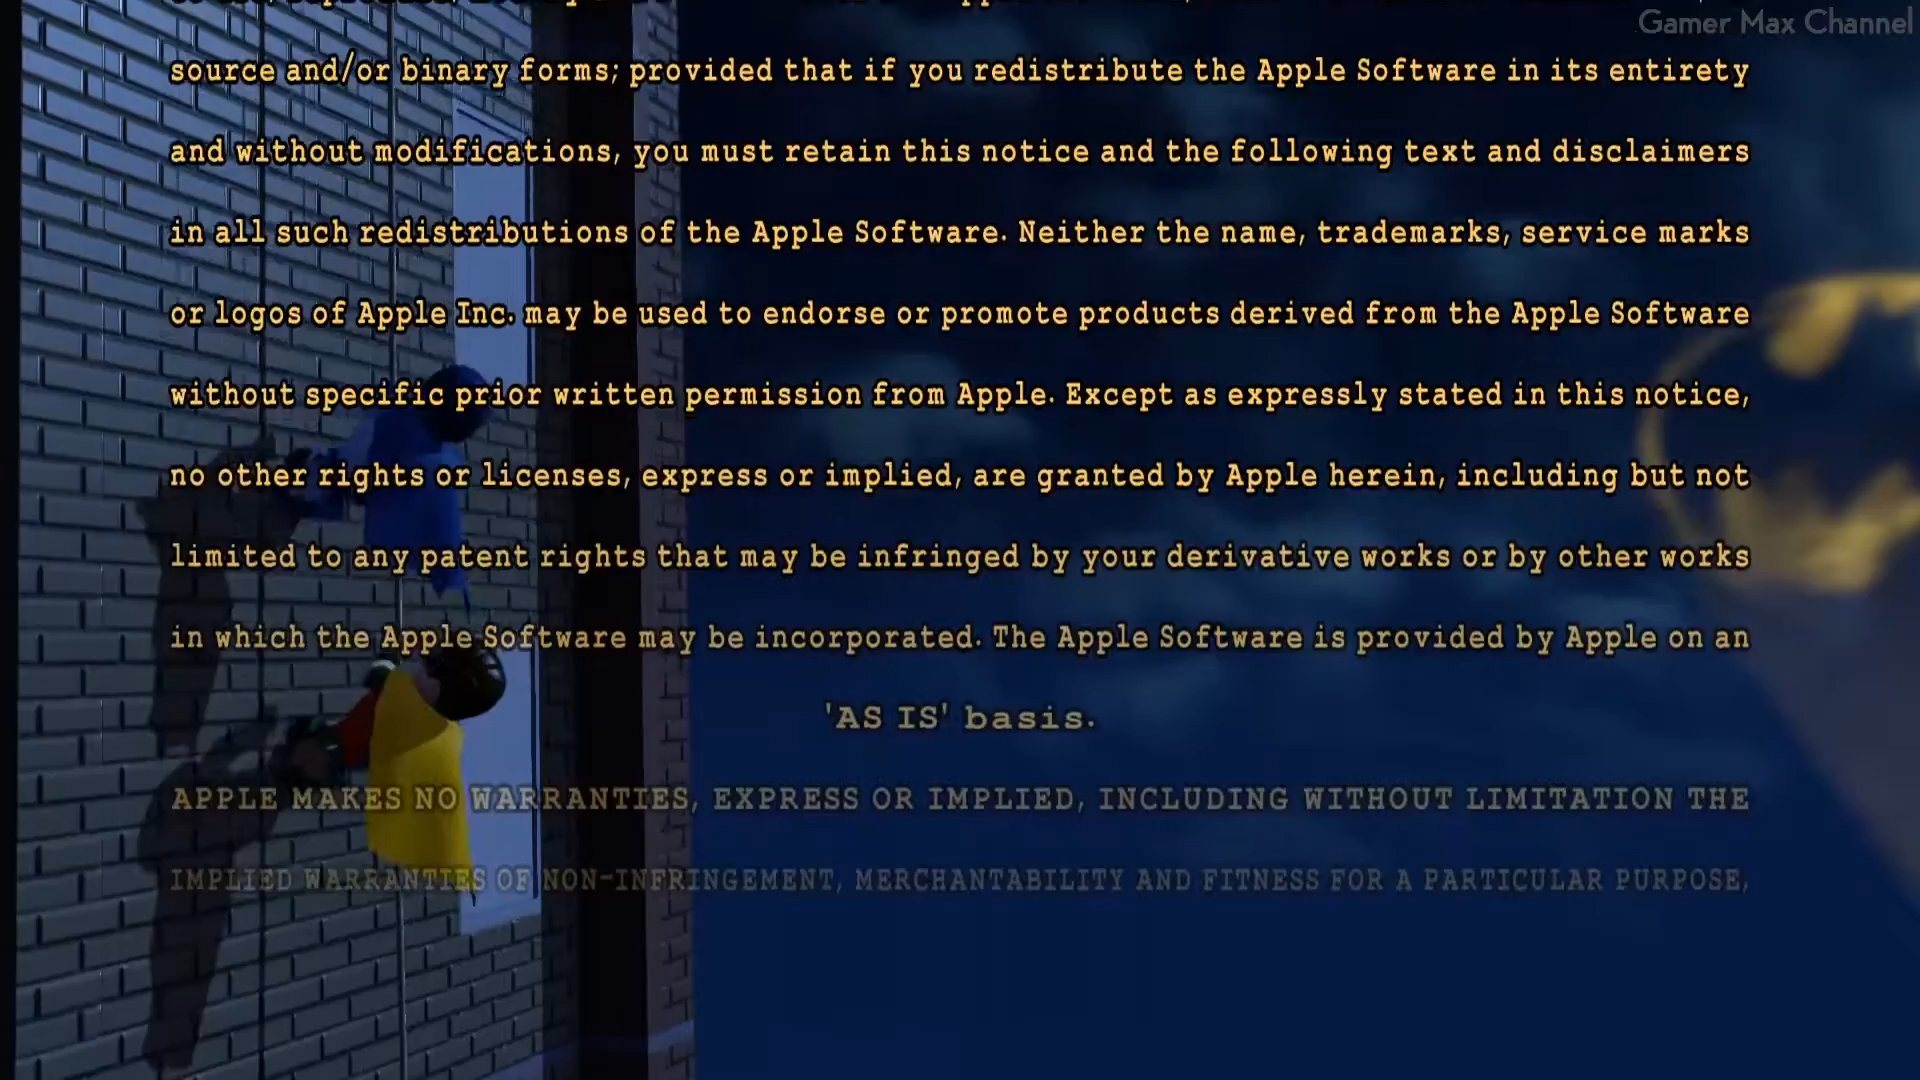 Gamer Max Channel
source and/or binary forms; provided that if you redistribute the Apple Software in its entirety
and without modifications, you must retain this notice and the following text and disclaimers
in all such redistributions of the Apple Software. Neither the name, trademarks, service marks
or logos of Apple Inc. may be used to endorse or promote products derived from the Apple Software
without specific prior written permission from Apple. Except as expressly stated in this notice,
no other rights or licenses, express or implied, are granted by Apple herein, including but not
limited to any patent rights that may be infringed by your derivative works or by other works
in which the Apple Software may be incorporated. The Apple Software is provided by Apple on an
'AS IS' basis.
APPLE MAKES NO WARRANTIES, EXPRESS OR IMPLIED, INCLUDING WITHOUT LIMITATION THE
IMPLIED WARRANTIES OF NON-INFRINGEMENT, MERCHANTABILITY AND FITNESS FOR A PARTICULAR PURPOSE,